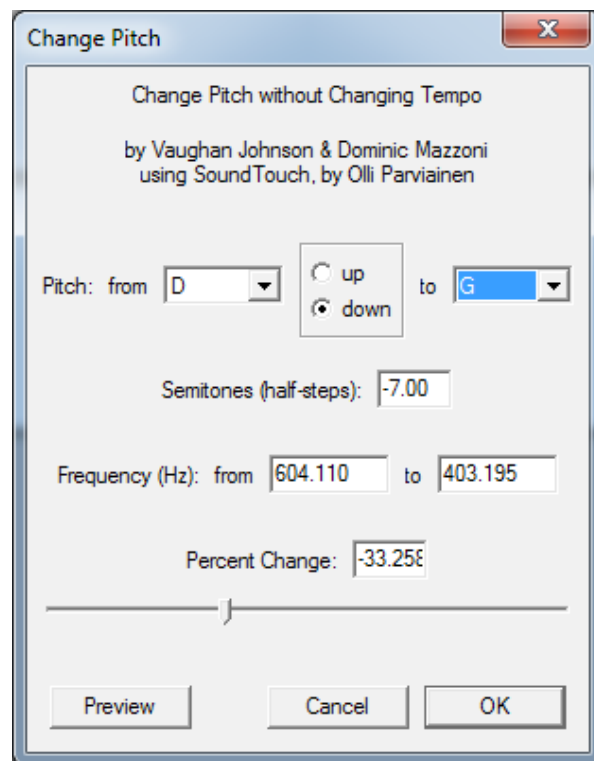 Change Pitch
Change Pitch without Changing Tempo
by Vaughan Johnson & Dominic Mazzoni
using SoundTouch, by Olli Parviainen
Pitch: from D up down to G
Semitones (half-steps): -7.00
Frequency (Hz): from 604.110 to 403.195
Percent Change: -33.258
Preview Cancel OK